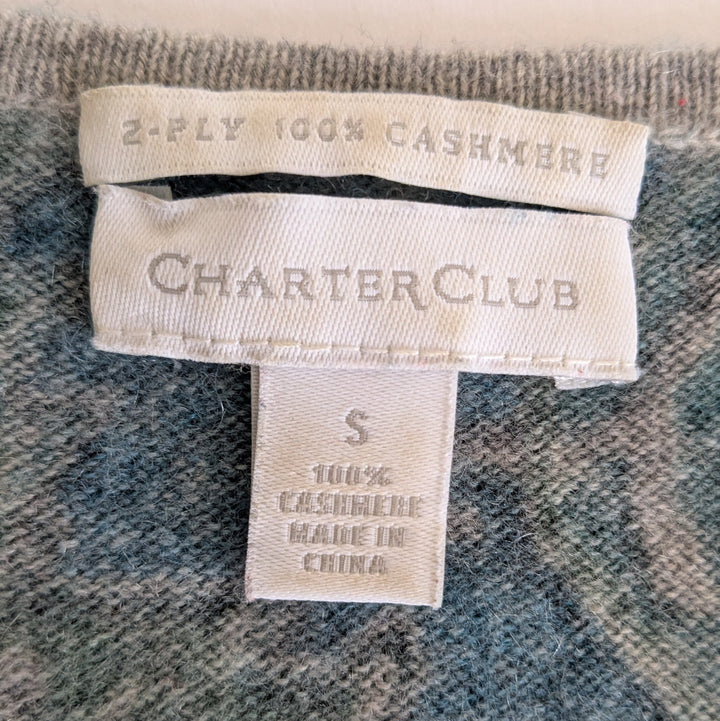 2-PLY 100% CASHMERE
CHARTER CLUB
S
100%
CASHMERE
MADE IN
CHINA